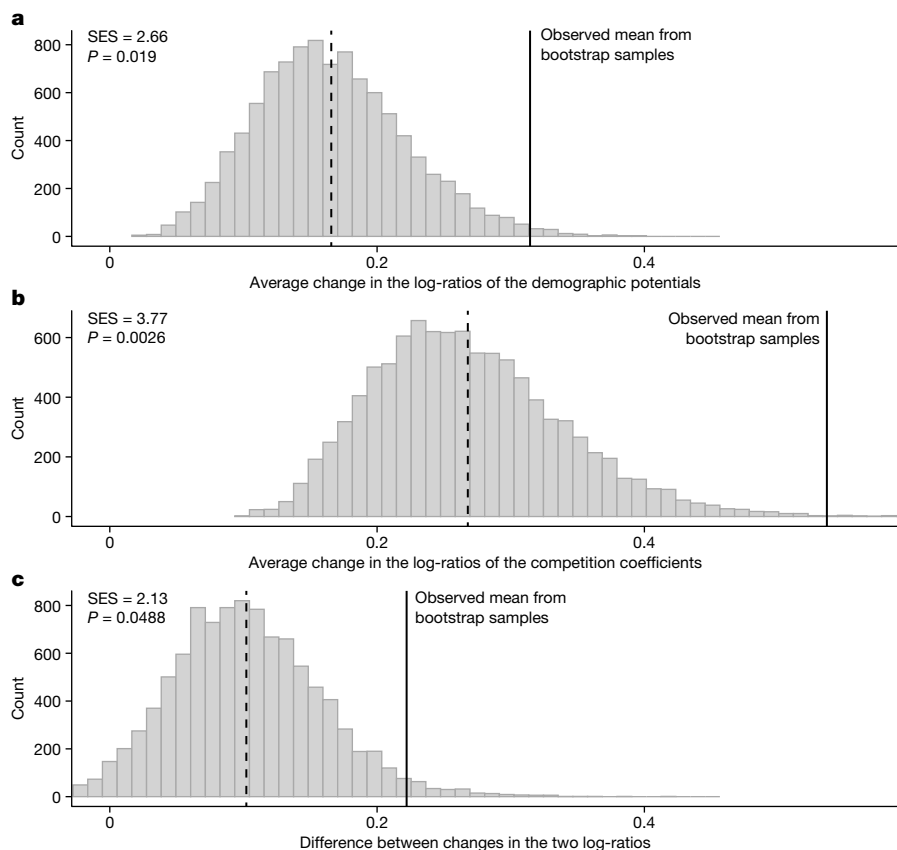 a
SES = 2.66
P = 0.019
Observed mean from
bootstrap samples
Count
800
600
400
200
0
0
0.2
0.4
Average change in the log-ratios of the demographic potentials
b
SES = 3.77
P = 0.0026
Observed mean from
bootstrap samples
Count
600
400
200
0
0
0.2
0.4
Average change in the log-ratios of the competition coefficients
c
SES = 2.13
P = 0.0488
Observed mean from
bootstrap samples
Count
800
600
400
200
0
0
0.2
0.4
Difference between changes in the two log-ratios